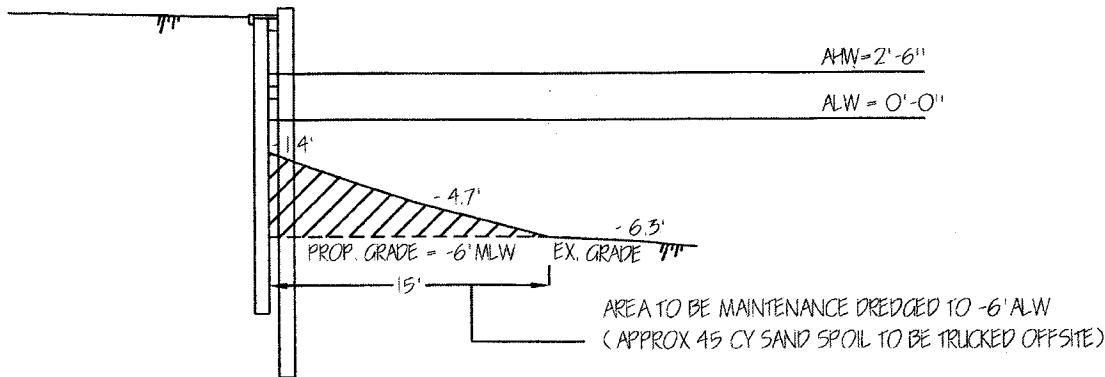 AHW=2'-6"
ALW = 0'-0"
-1.4'
-4.7'
-6.3'
PROP. GRADE = -6' MLW EX. GRADE
15'
AREA TO BE MAINTENANCE DREDGED TO -6' ALW
( APPROX 45 CY SAND SPOIL TO BE TRUCKED OFFSITE)